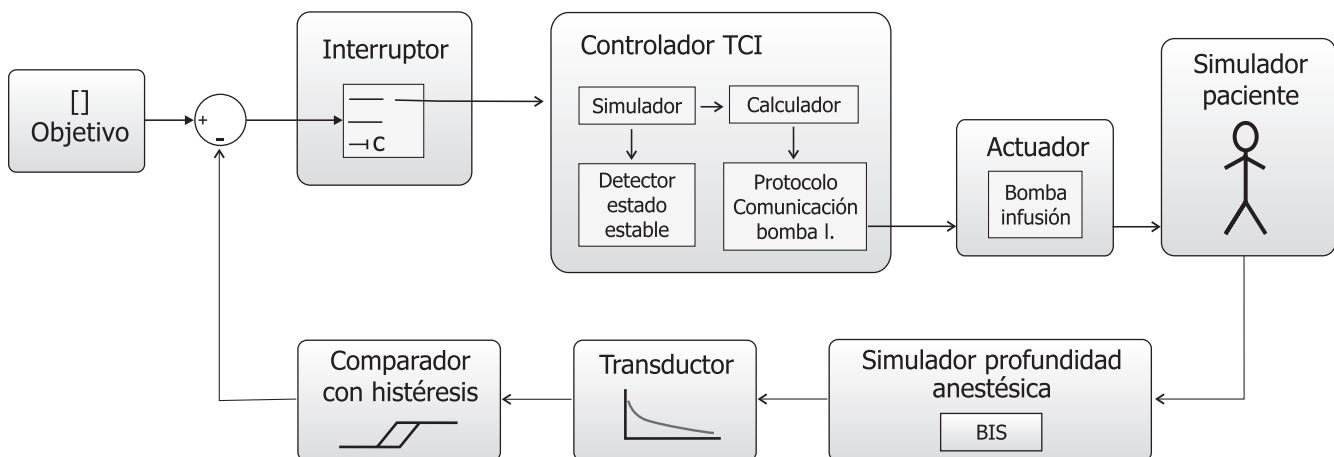 []
Objetivo
+
-
Interruptor
C
Controlador TCI
Simulador
Calculador
Detector
estado
estable
Protocolo
Comunicación
bomba I.
Actuador
Bomba
infusión
Simulador
paciente
Comparador
con histéresis
Transductor
Simulador profundidad
anestésica
BIS